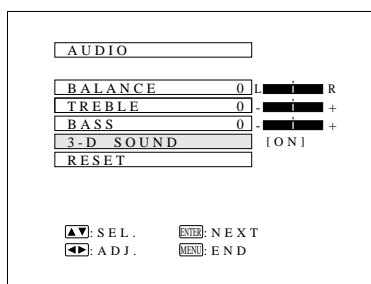 AUDIO
BALANCE 0 L R
TREBLE 0 - +
BASS 0 - +
3-D SOUND [ON]
RESET
▲▼:SEL. ENTER:NEXT
◀▶:ADJ. MENU:END